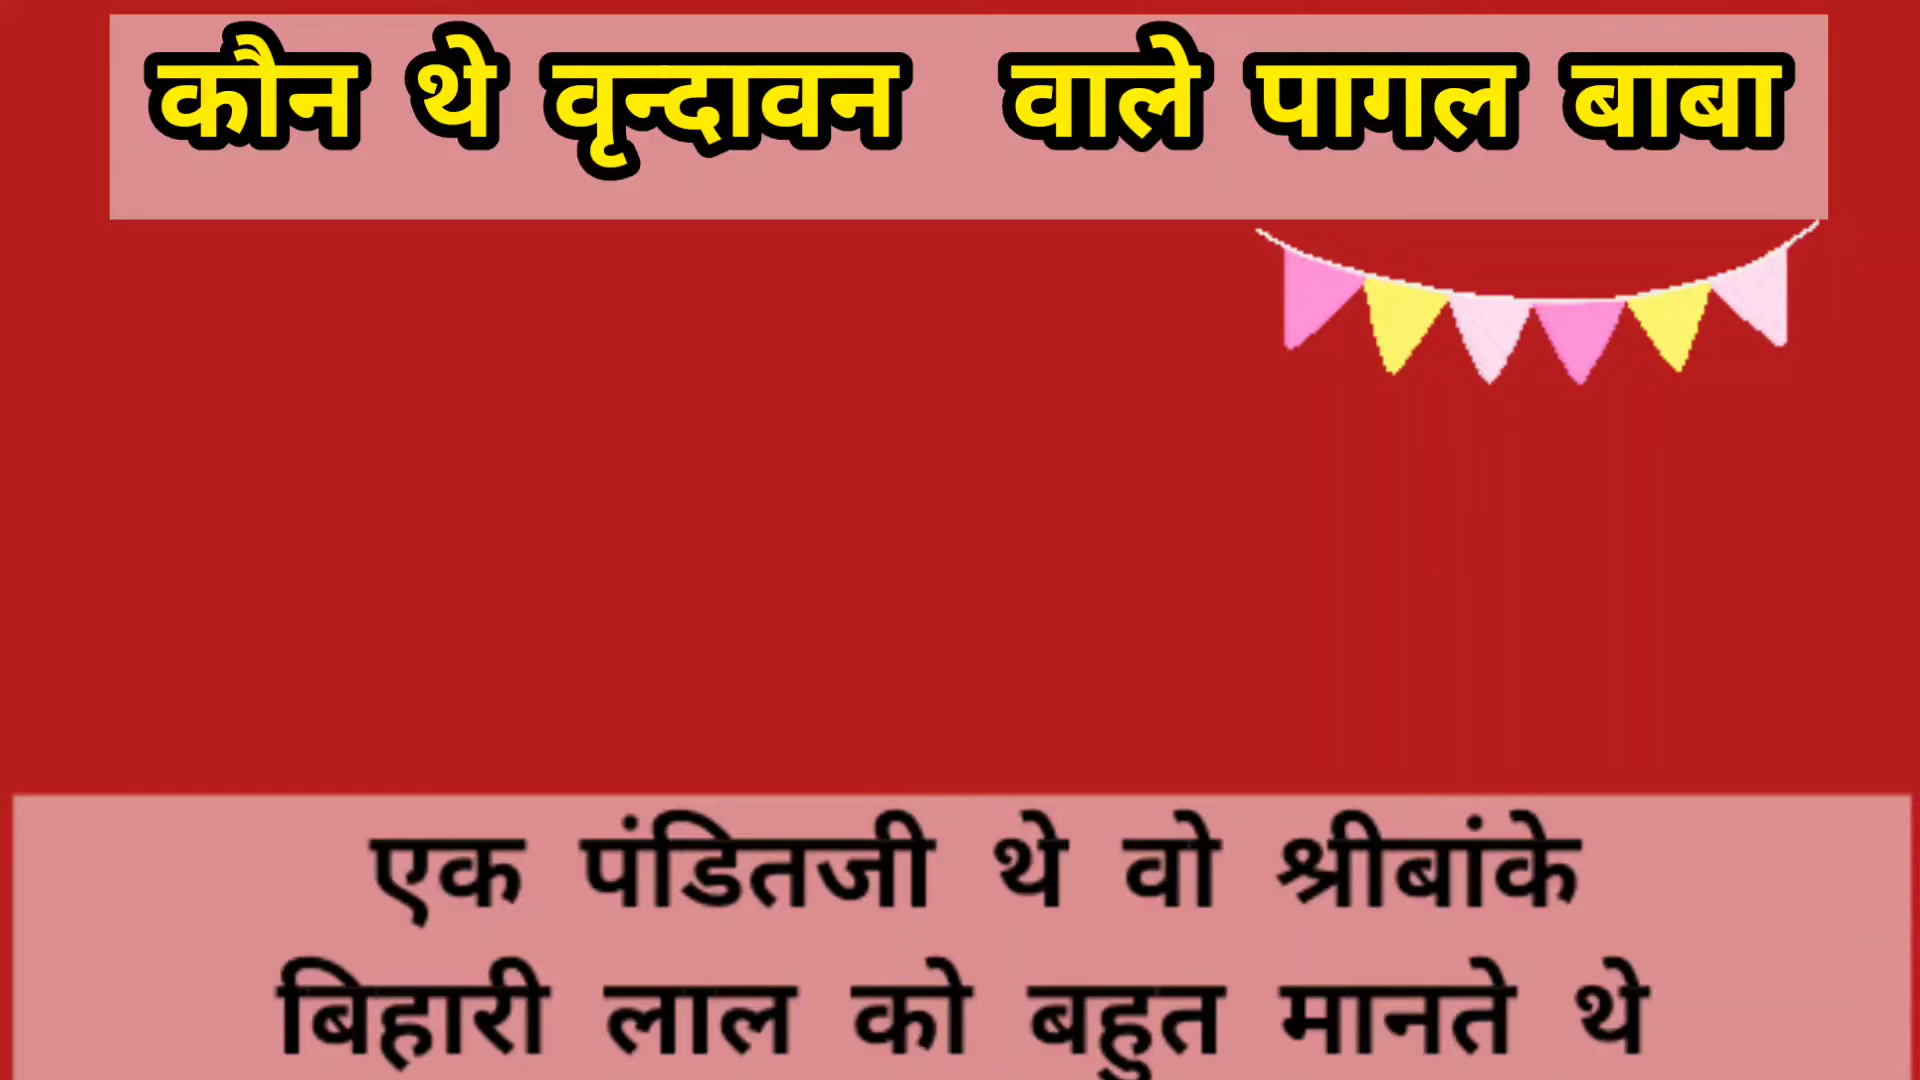 कौन थे वृन्दावन वाले पागल बाबा
एक पंडितजी थे वो श्रीबांके
बिहारी लाल को बहुत मानते थे